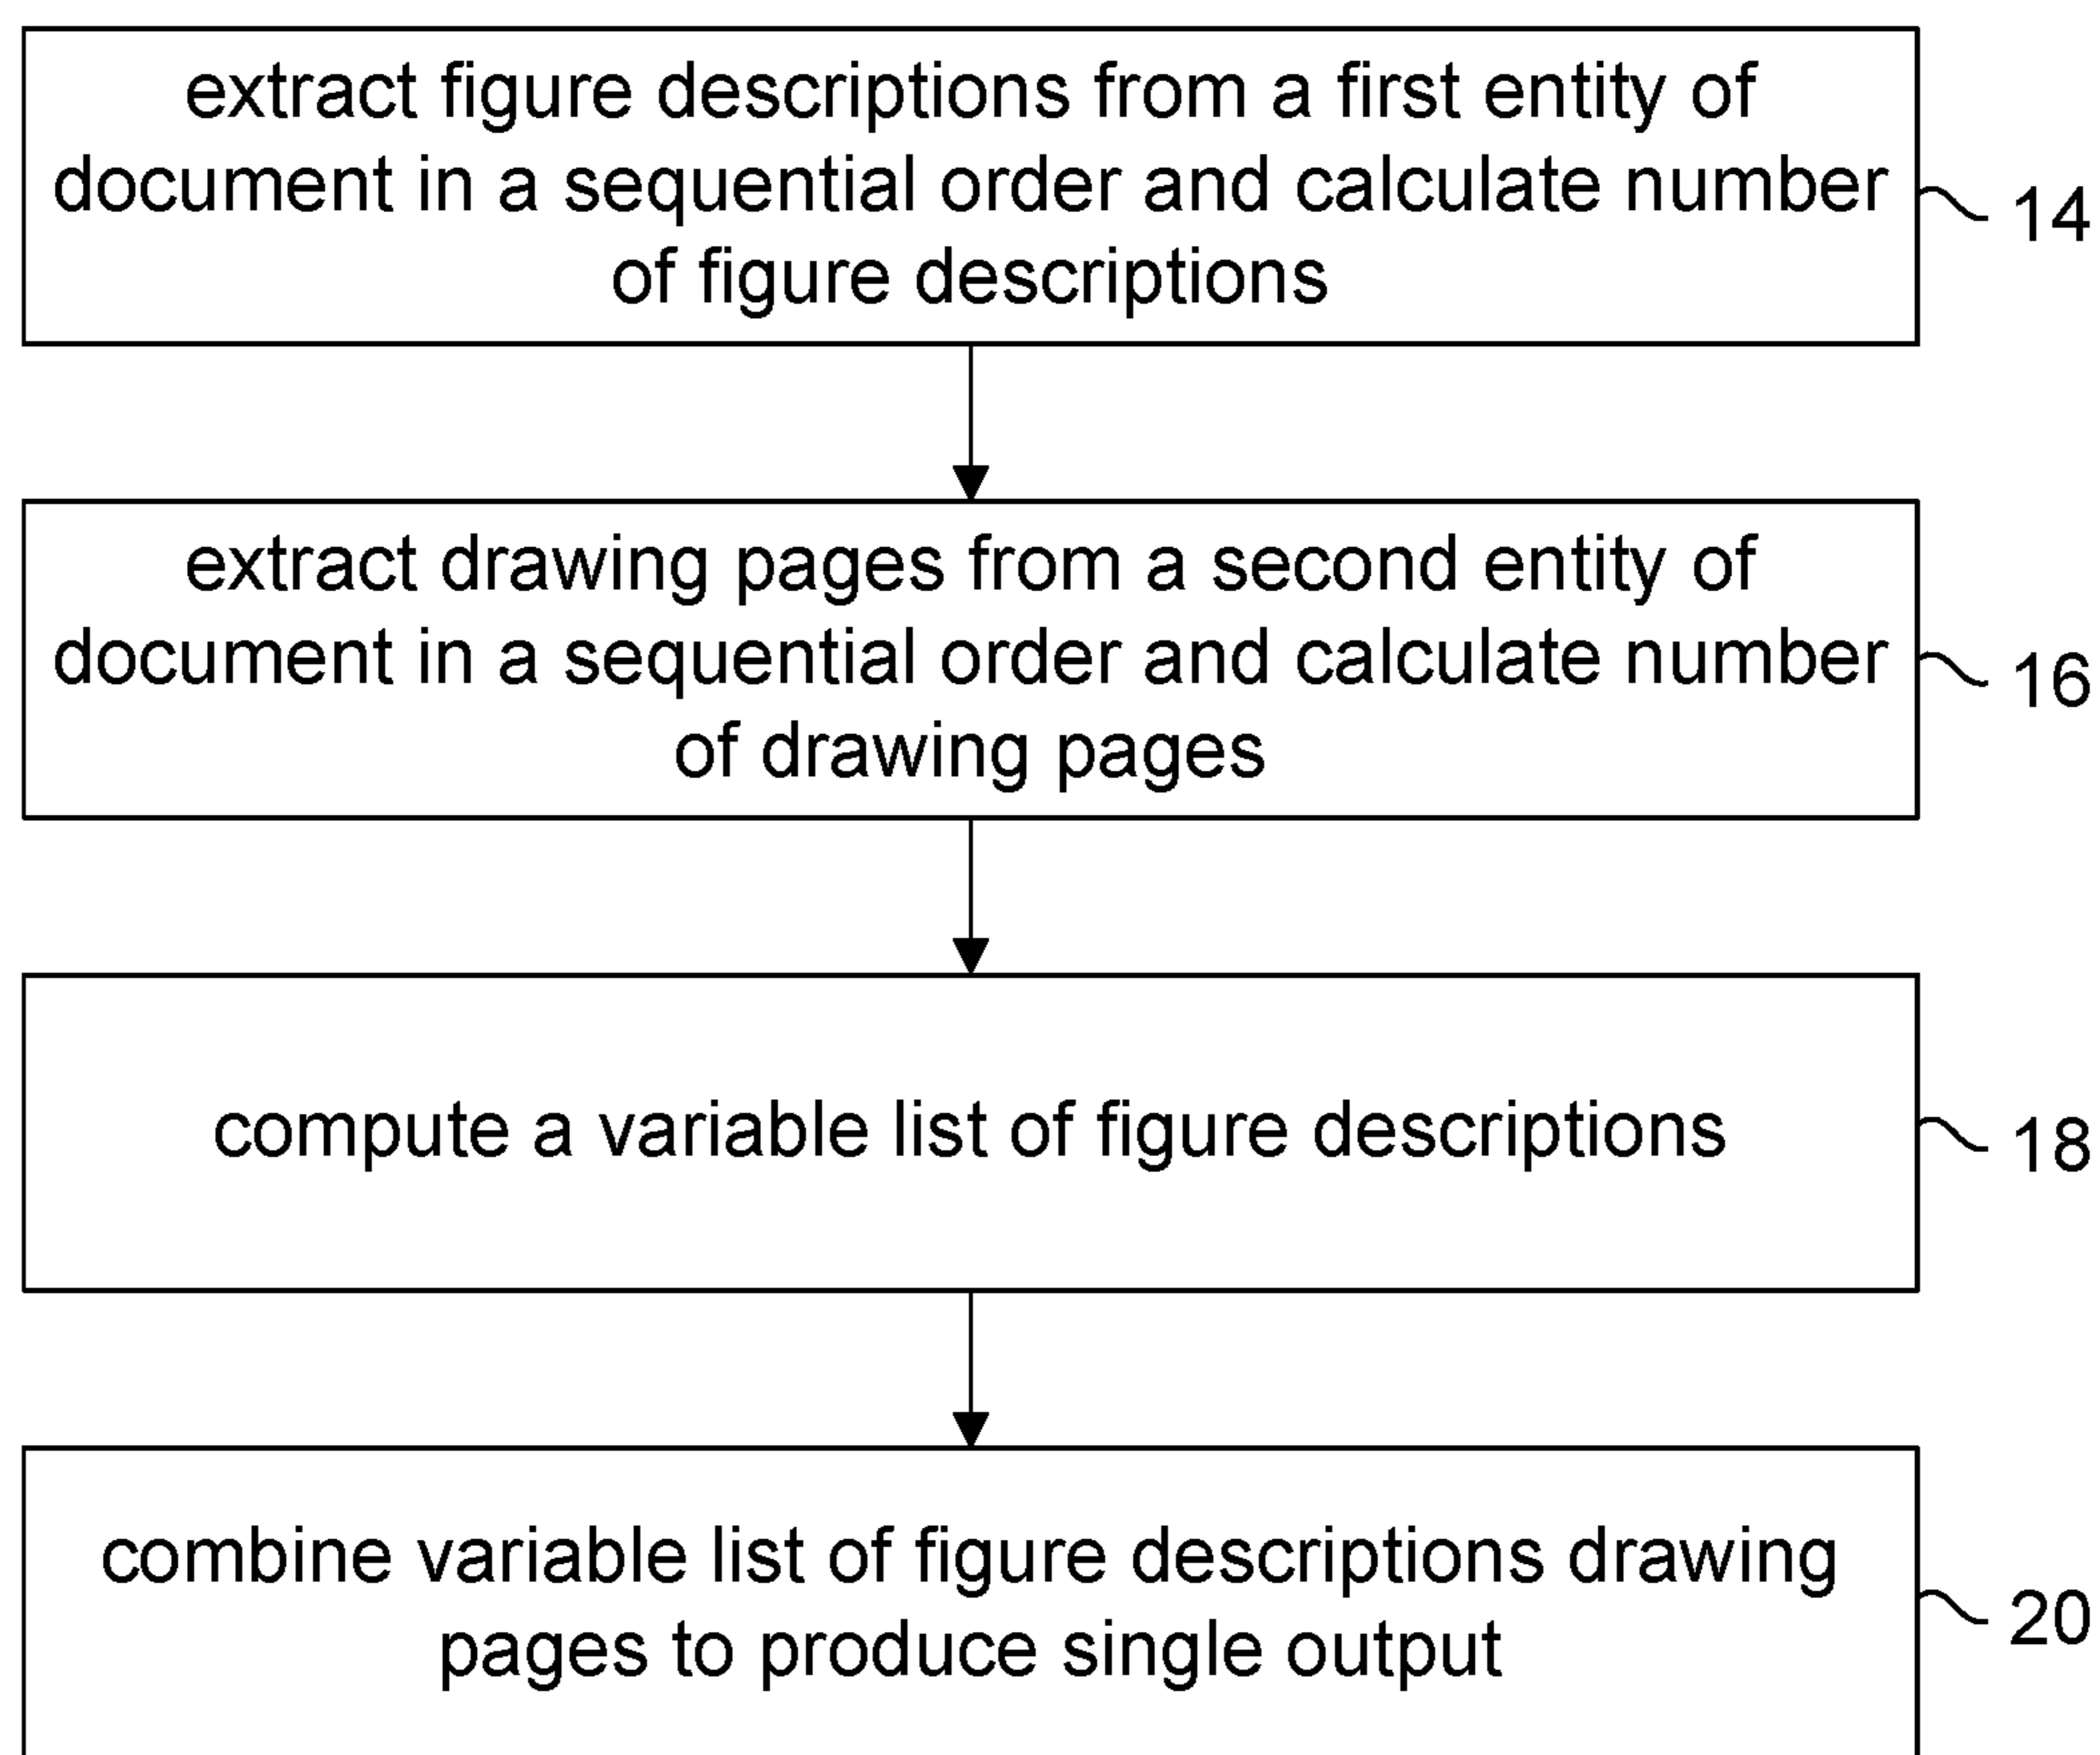 extract figure descriptions from a first entity of
document in a sequential order and calculate number
of figure descriptions
14
extract drawing pages from a second entity of
document in a sequential order and calculate number
of drawing pages
16
compute a variable list of figure descriptions
18
combine variable list of figure descriptions drawing
pages to produce single output
20